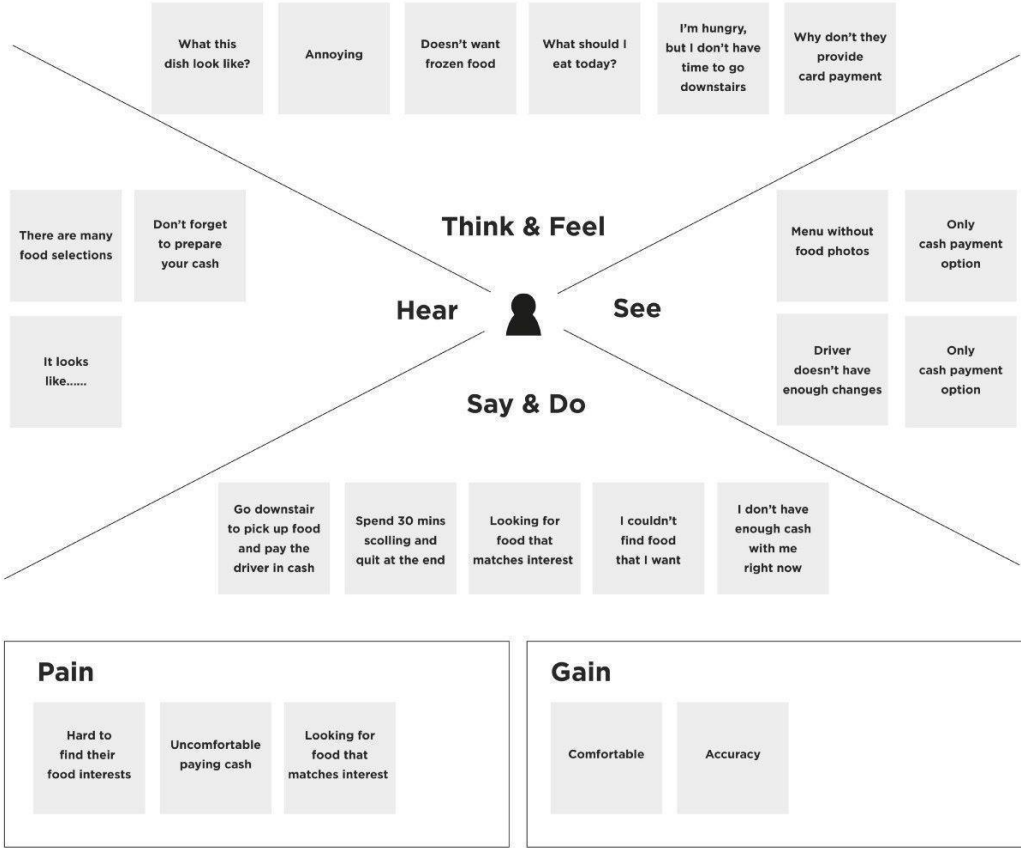 What this
dish look like?
Annoying
Doesn't want
frozen food
What should I
eat today?
I'm hungry,
but I don't have
time to go
downstairs
Why don't they
provide
card payment
Think & Feel
There are many
food selections
Don't forget
to prepare
your cash
It looks
like......
Hear
See
Menu without
food photos
Only
cash payment
option
Driver
doesn't have
enough changes
Only
cash payment
option
Say & Do
Go downstair
to pick up food
and pay the
driver in cash
Spend 30 mins
scolling and
quit at the end
Looking for
food that
matches interest
I couldn't
find food
that I want
I don't have
enough cash
with me
right now
Pain
Hard to
find their
food interests
Uncomfortable
paying cash
Looking for
food that
matches interest
Gain
Comfortable
Accuracy